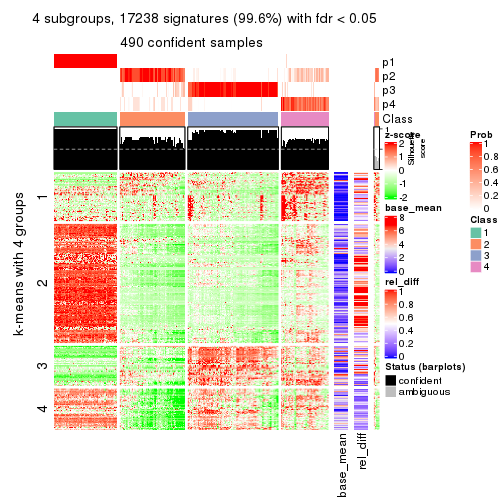 4 subgroups, 17238 signatures (99.6%) with fdr < 0.05
490 confident samples
p1
p2
p3
p4
Class
1
Silhouette
score
k-means with 4 groups
1
2
3
4
base_mean
rel_diff
z-score
2
1
0
-1
-2
base_mean
8
6
4
2
0
rel_diff
1
0.8
0.6
0.4
0.2
0
Status (barplots)
confident
ambiguous
Prob
1
0.8
0.6
0.4
0.2
0
Class
1
2
3
4